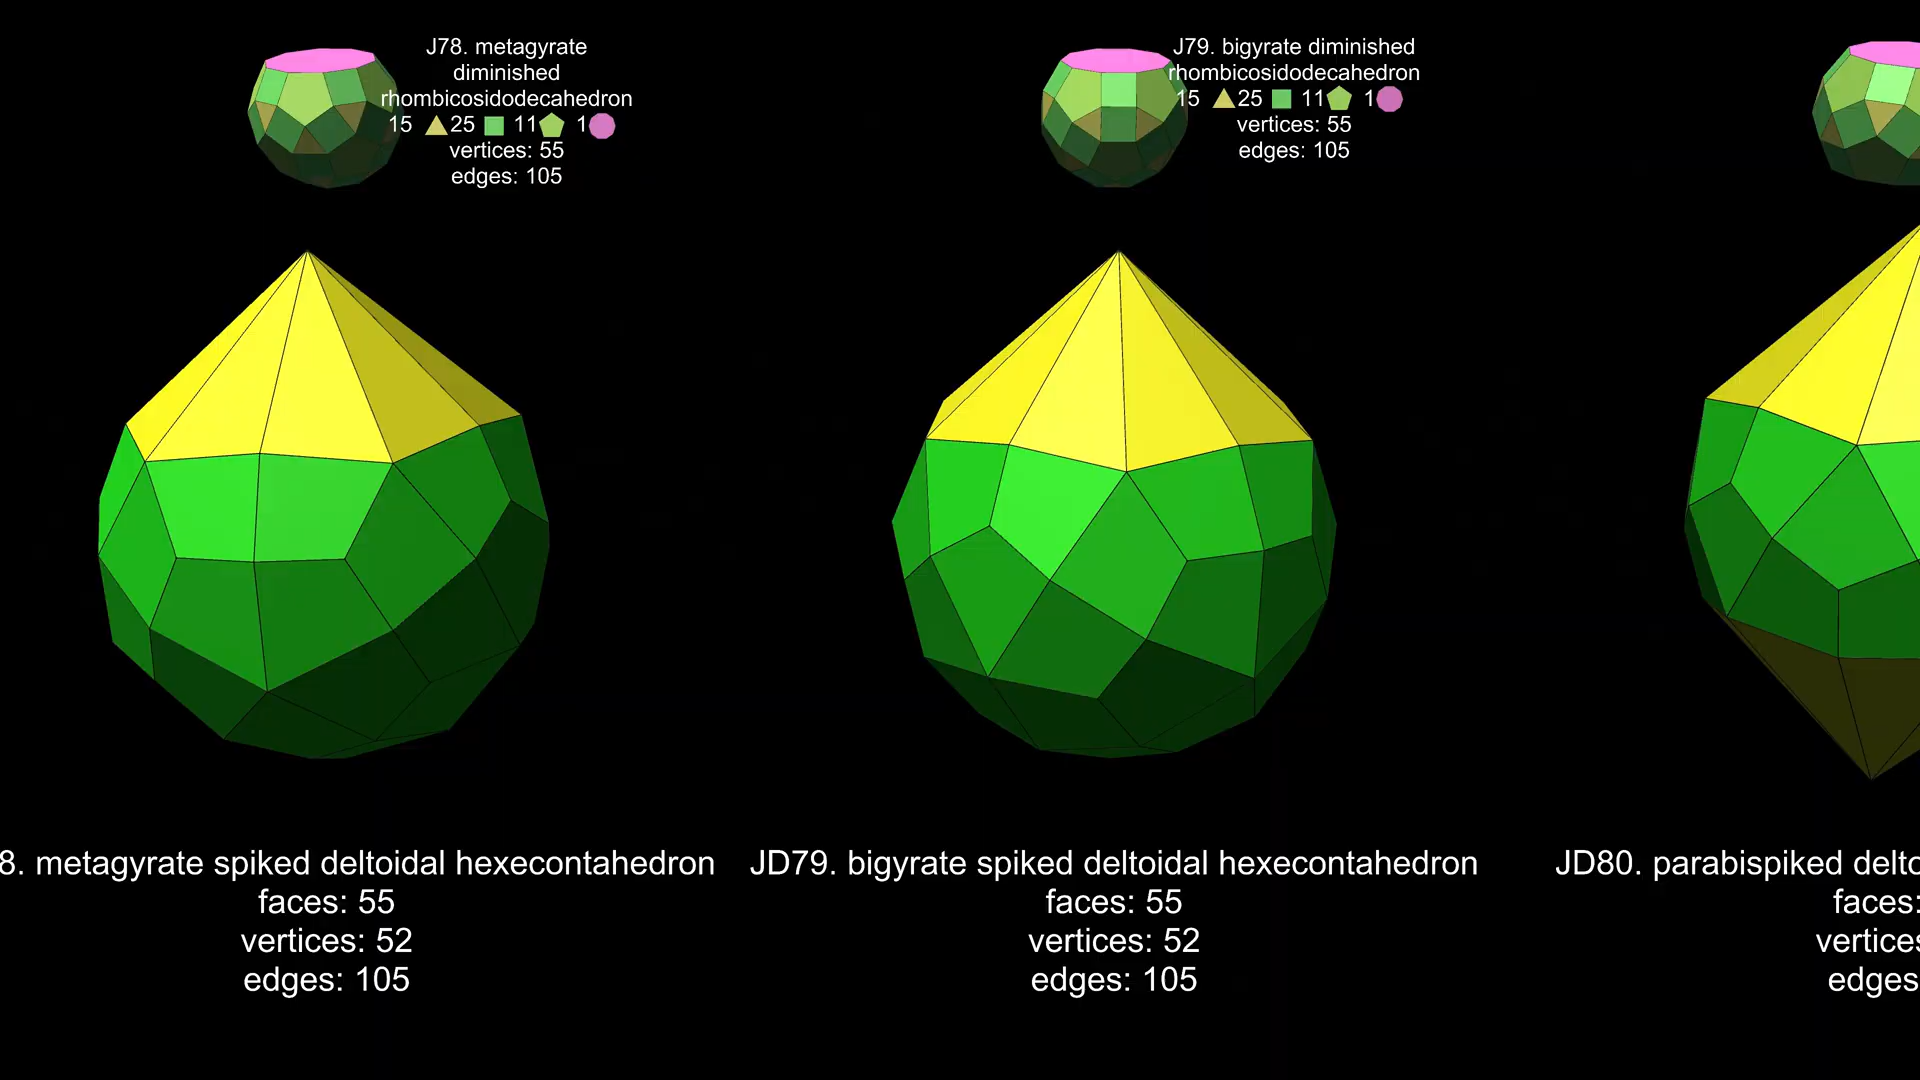 J78. metagyrate
diminished
rhombicosidodecahedron
15 25 11 1
vertices: 55
edges: 105
J79. bigyrate diminished
rhombicosidodecahedron
15 25 11 1
vertices: 55
edges: 105
8. metagyrate spiked deltoidal hexecontahedron
faces: 55
vertices: 52
edges: 105
JD79. bigyrate spiked deltoidal hexecontahedron
faces: 55
vertices: 52
edges: 105
JD80. parabispiked
faces:
vertices
edges